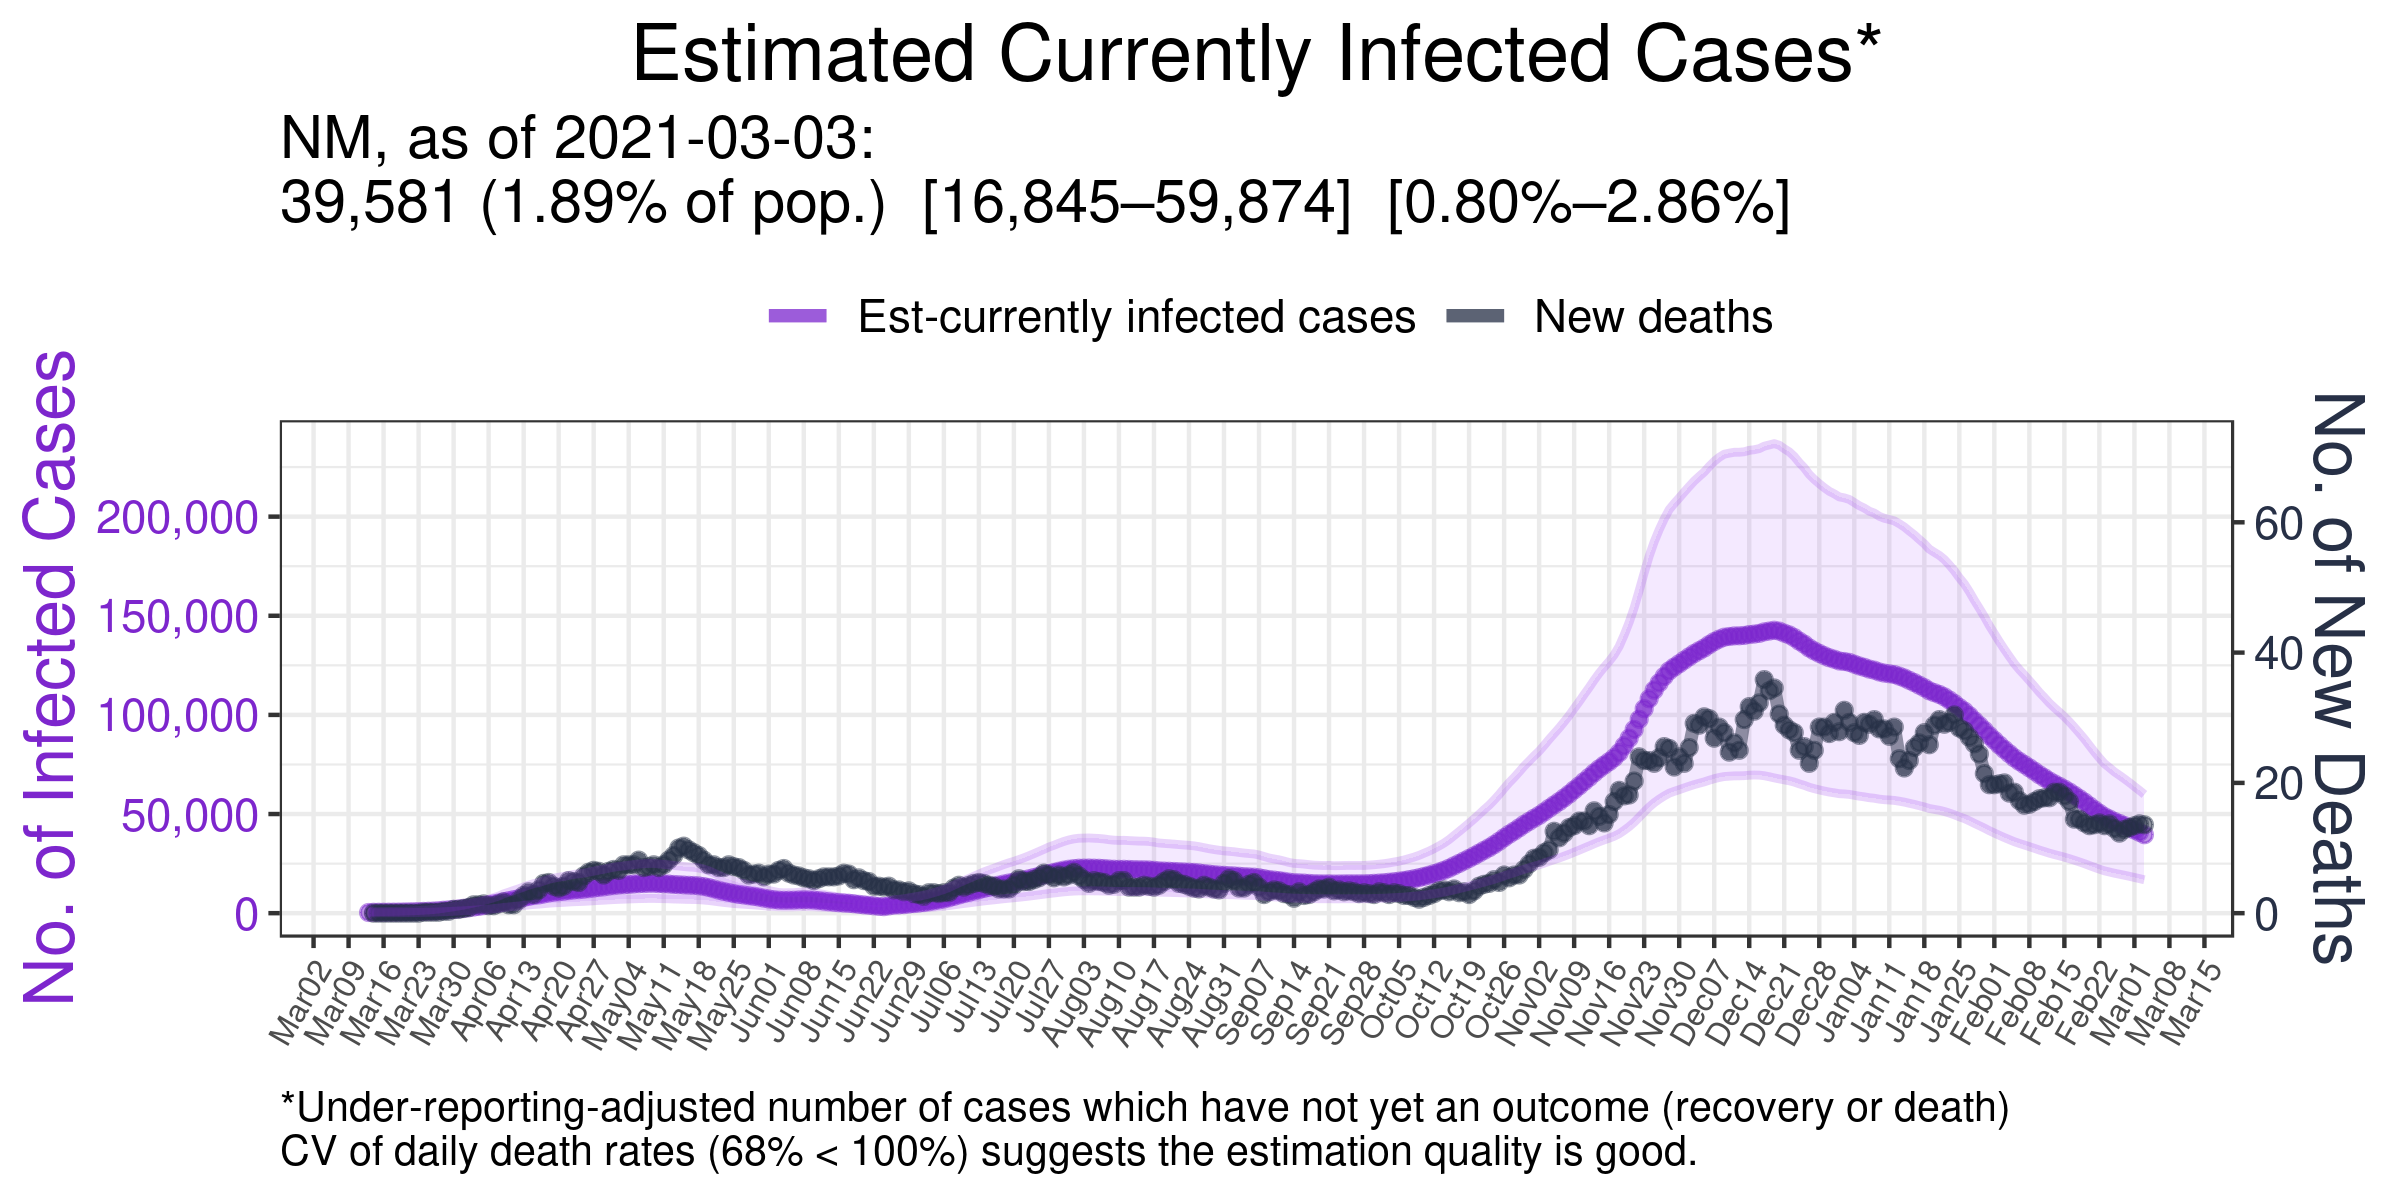 Estimated Currently Infected Cases*
NM, as of 2021-03-03:
39,581 (1.89% of pop.)  [16,845–59,874]  [0.80%–2.86%]
Est-currently infected cases
New deaths
No. of Infected Cases
200,000
150,000
100,000
50,000
0
60
40
20
0
No. of New Deaths
Mar02
Mar09
Mar16
Mar23
Mar30
Apr06
Apr13
Apr20
Apr27
May04
May11
May18
May25
Jun01
Jun08
Jun15
Jun22
Jun29
Jul06
Jul13
Jul20
Jul27
Aug03
Aug10
Aug17
Aug24
Aug31
Sep07
Sep14
Sep21
Sep28
Oct05
Oct12
Oct19
Oct26
Nov02
Nov09
Nov16
Nov23
Nov30
Dec07
Dec14
Dec21
Dec28
Jan04
Jan11
Jan18
Jan25
Feb01
Feb08
Feb15
Feb22
Mar01
Mar08
Mar15
*Under-reporting-adjusted number of cases which have not yet an outcome (recovery or death)
CV of daily death rates (68% < 100%) suggests the estimation quality is good.